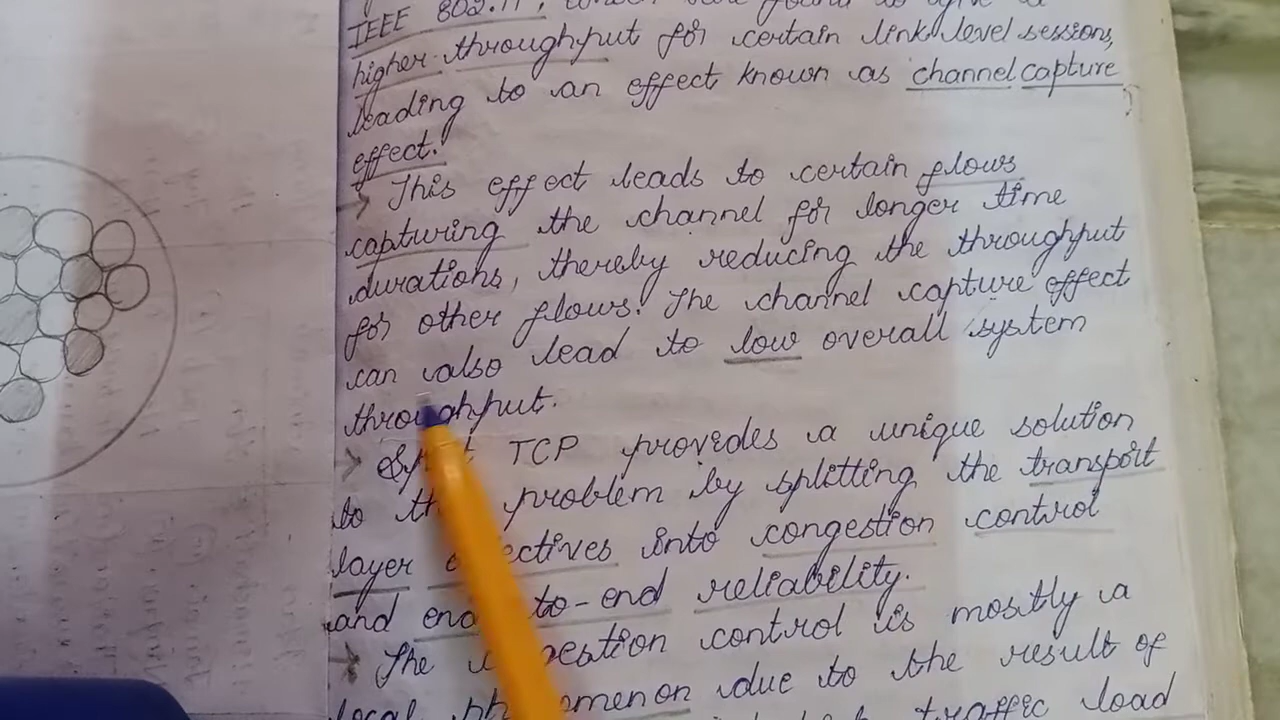 IEEE 802.11,
higher throughput for certain link level sessions,
leading to an effect known as channel capture
effect.
→ This effect leads to certain flows
capturing the channel for longer time
durations, thereby reducing the throughput
for other flows. The channel capture effect
can also lead to low overall system
throughput.
→ TCP provides a unique solution
to problem by splitting the transport
layer into congestion control
and end-to-end reliability.
→ The control is mostly a
local due to the result of
traffic load